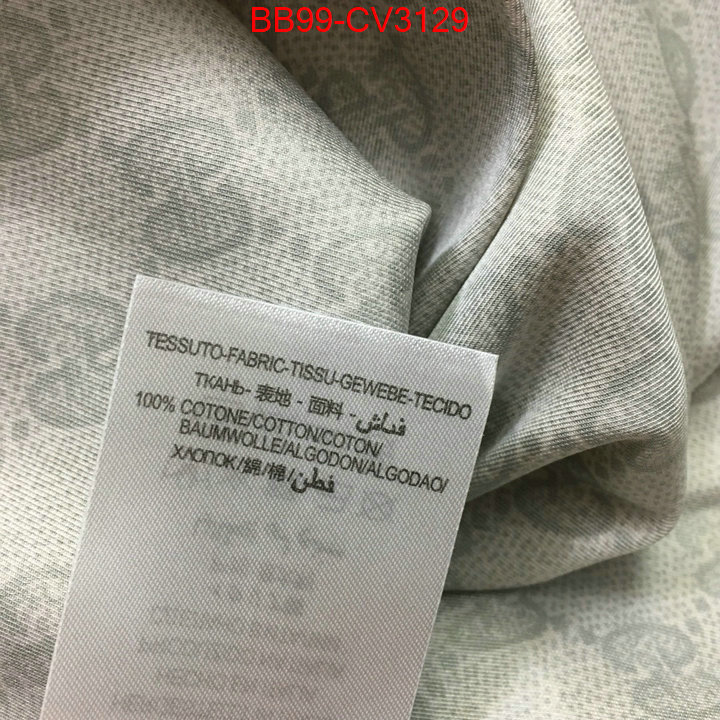 BB99-CV3129
TESSUTO-FABRIC-TISSU-GEWEBE-TECIDO
ТКАНЬ- 表地 - 面料 - قماش
100% COTONE/COTTON/COTON/
BAUMWOLLE/ALGODON/ALGODAO/
ХЛОПОК/綿/棉/قطن